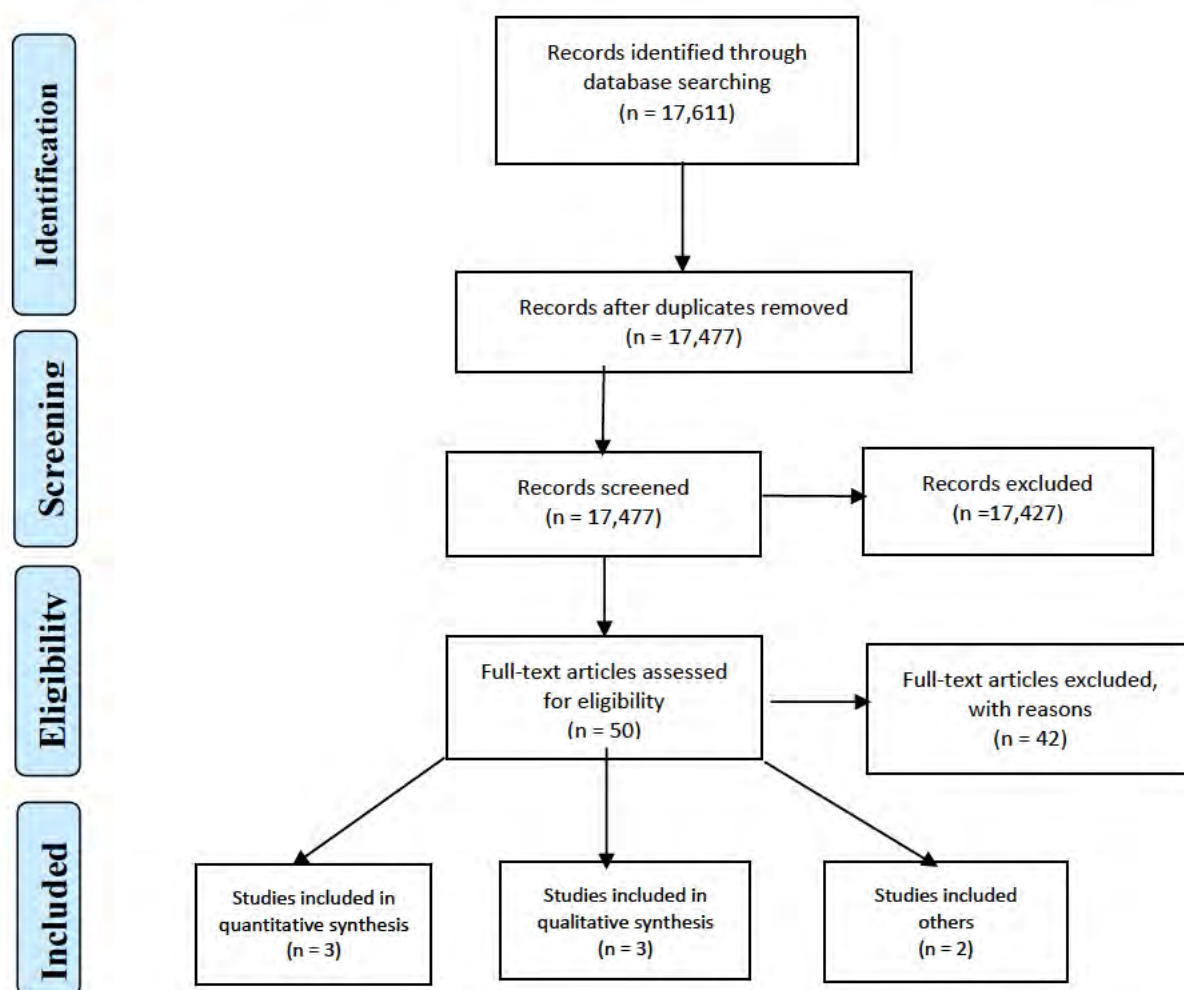 Identification
Records identified through
database searching
(n = 17,611)
Records after duplicates removed
(n = 17,477)
Screening
Records screened
(n = 17,477)
Records excluded
(n =17,427)
Eligibility
Full-text articles assessed
for eligibility
(n = 50)
Full-text articles excluded,
with reasons
(n = 42)
Included
Studies included in
quantitative synthesis
(n = 3)
Studies included in
qualitative synthesis
(n = 3)
Studies included
others
(n = 2)